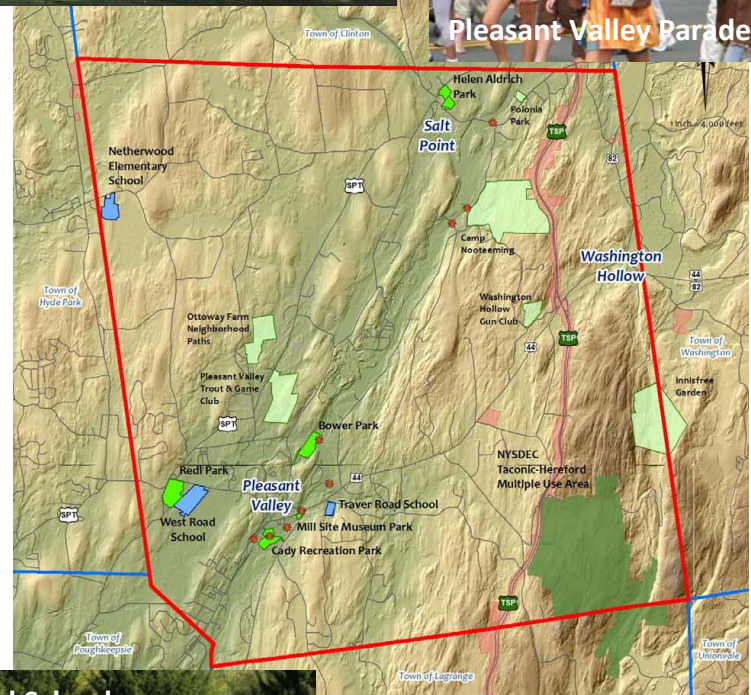 Pleasant Valley Parade
Town of Clinton
Helen Aldrich
Park
Polonia
Park
Salt
Point
TSP
1 inch = 4,000 feet
82
Netherwood
Elementary
School
SPT
Camp
Nooteeming
Washington
Hollow
44
82
Town of
Hyde Park
Washington
Hollow
Gun Club
Ottoway Farm
Neighborhood
Paths
TSP
44
Town of
Washington
Pleasant Valley
Trout & Game
Club
Innisfree
Garden
SPT
Bower Park
NYSDEC
Taconic-Hereford
Multiple Use Area
Redl Park
44
Pleasant
Valley
Traver Road School
SPT
West Road
School
Mill Site Museum Park
Cady Recreation Park
TSP
Town of
Poughkeepsie
Town of
Unionvale
Town of Lagrange